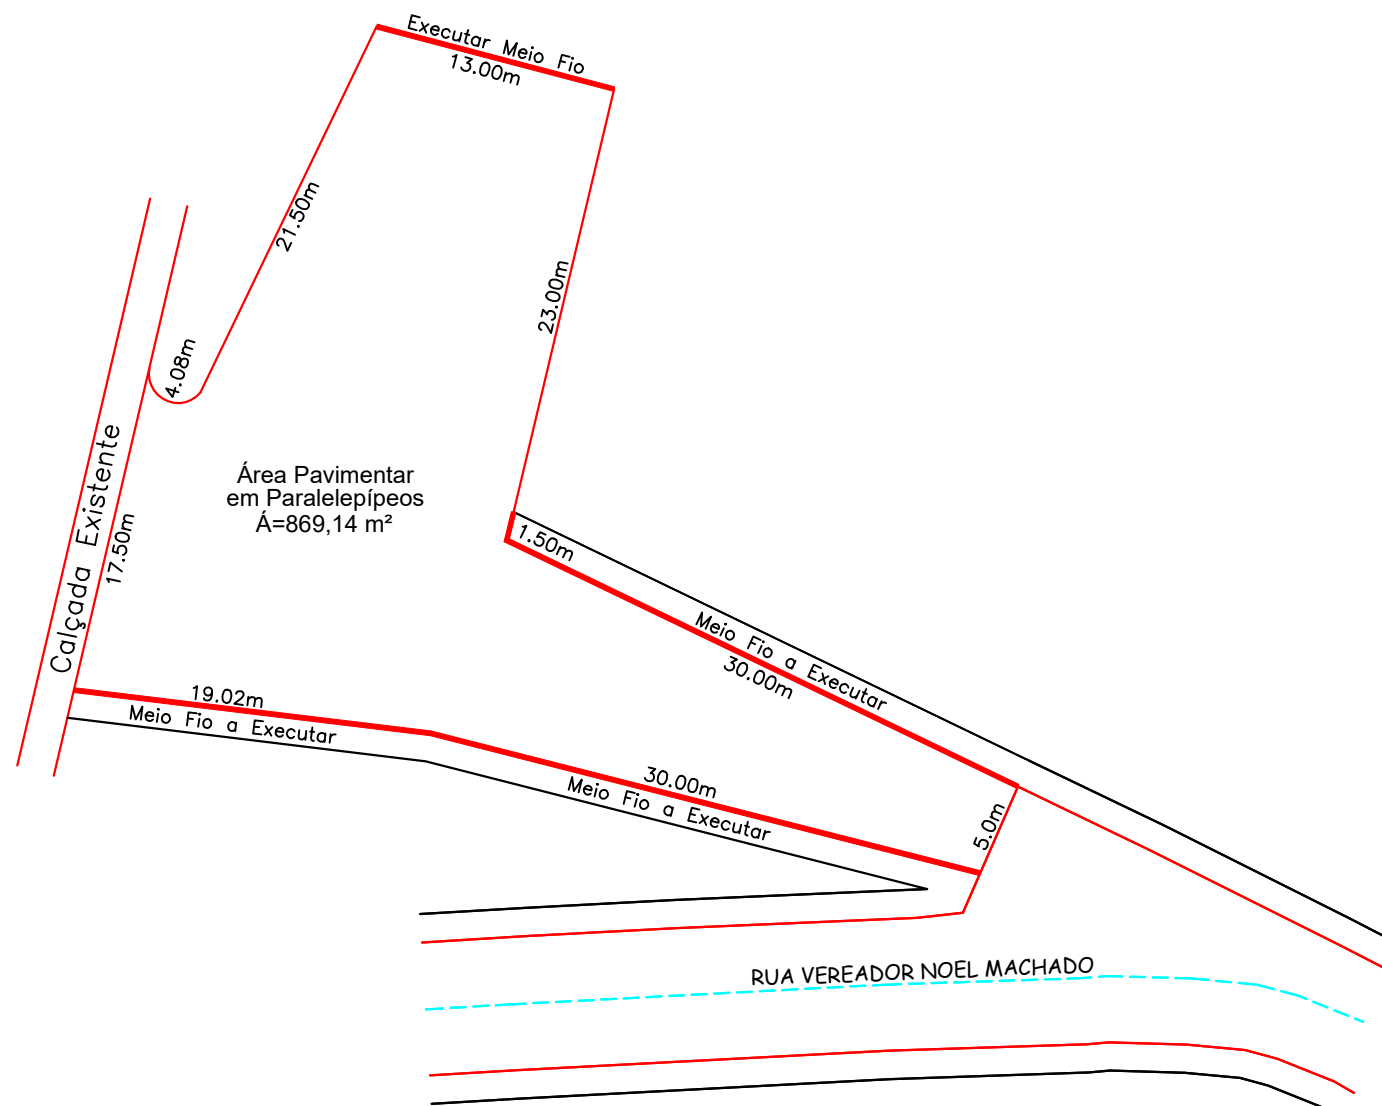 Executar Meio Fio
13.00m
21.50m
23.00m
4.08m
Calçada Existente
17.50m
Área Pavimentar
em Paralelepípeos
Á=869,14 m²
1.50m
Meio Fio a Executar
30.00m
19.02m
Meio Fio a Executar
30.00m
Meio Fio a Executar
5.0m
RUA VEREADOR NOEL MACHADO